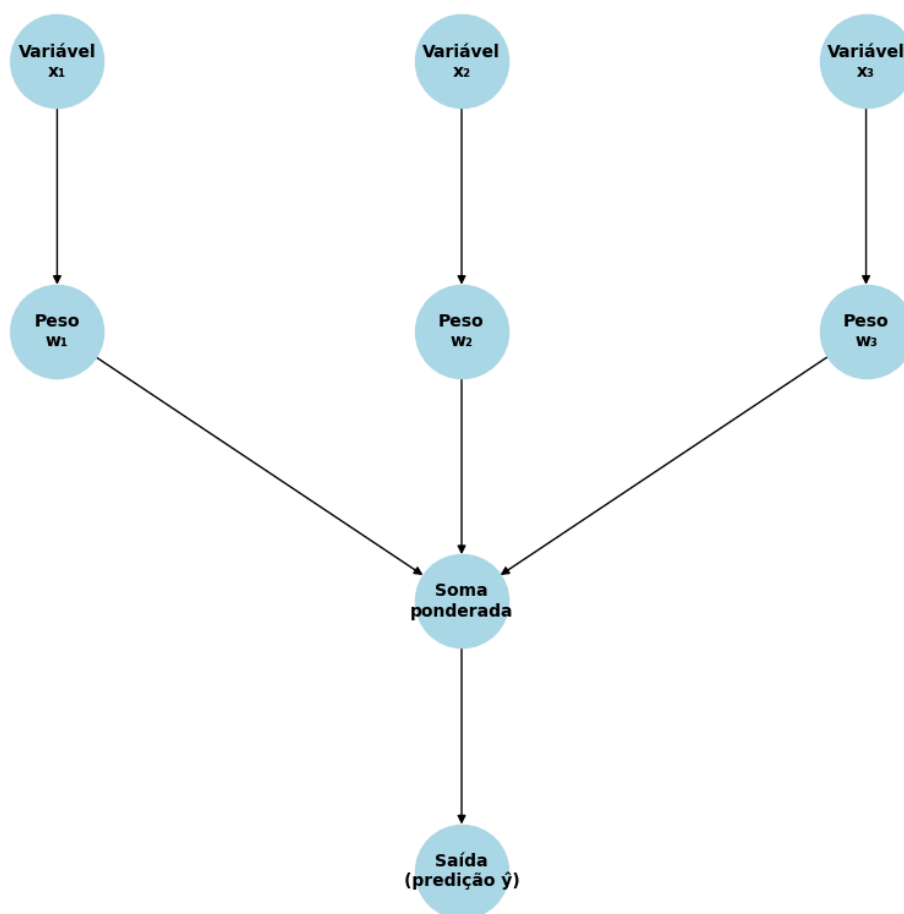 Variável
x₁
Variável
x₂
Variável
x₃
Peso
w₁
Peso
w₂
Peso
w₃
Soma
ponderada
Saída
(predição ŷ)